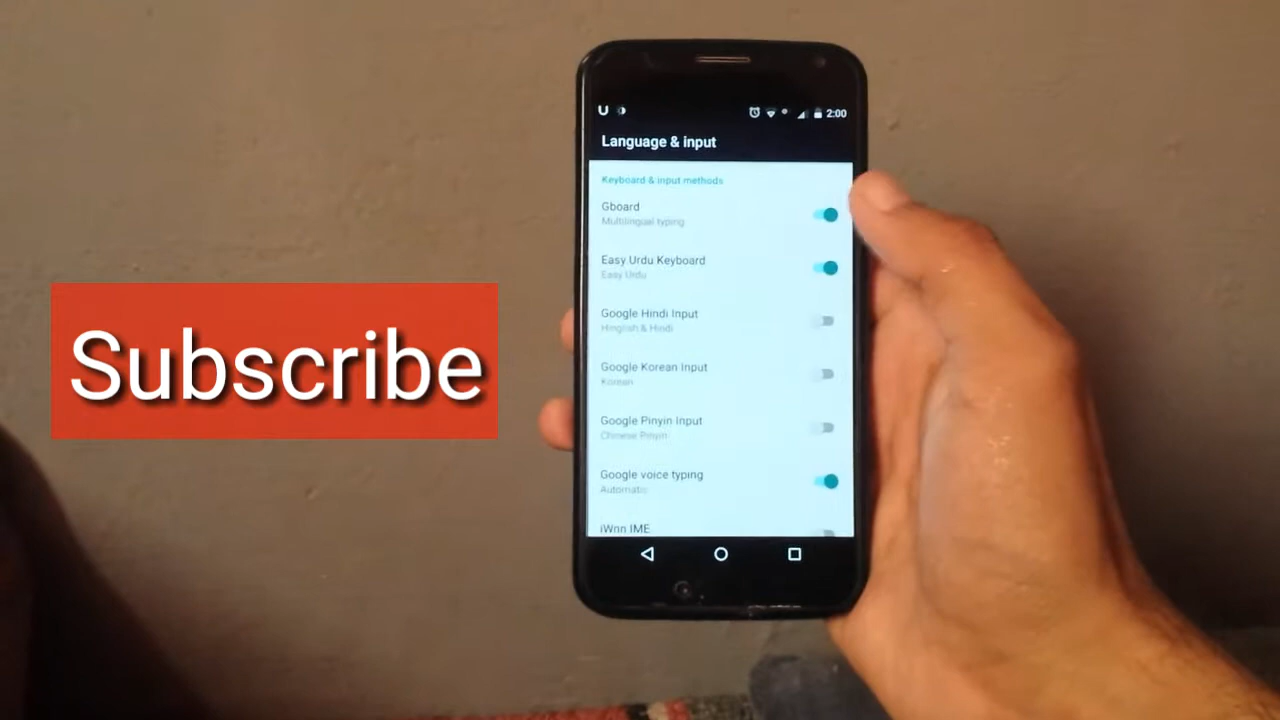 Subscribe
2:00
Language & input
Keyboard & input methods
Gboard
Multilingual typing
Easy Urdu Keyboard
Easy Urdu
Google Hindi Input
Hinglish & Hindi
Google Korean Input
Korean
Google Pinyin Input
Chinese Pinyin
Google voice typing
Automatic
iWnn IME